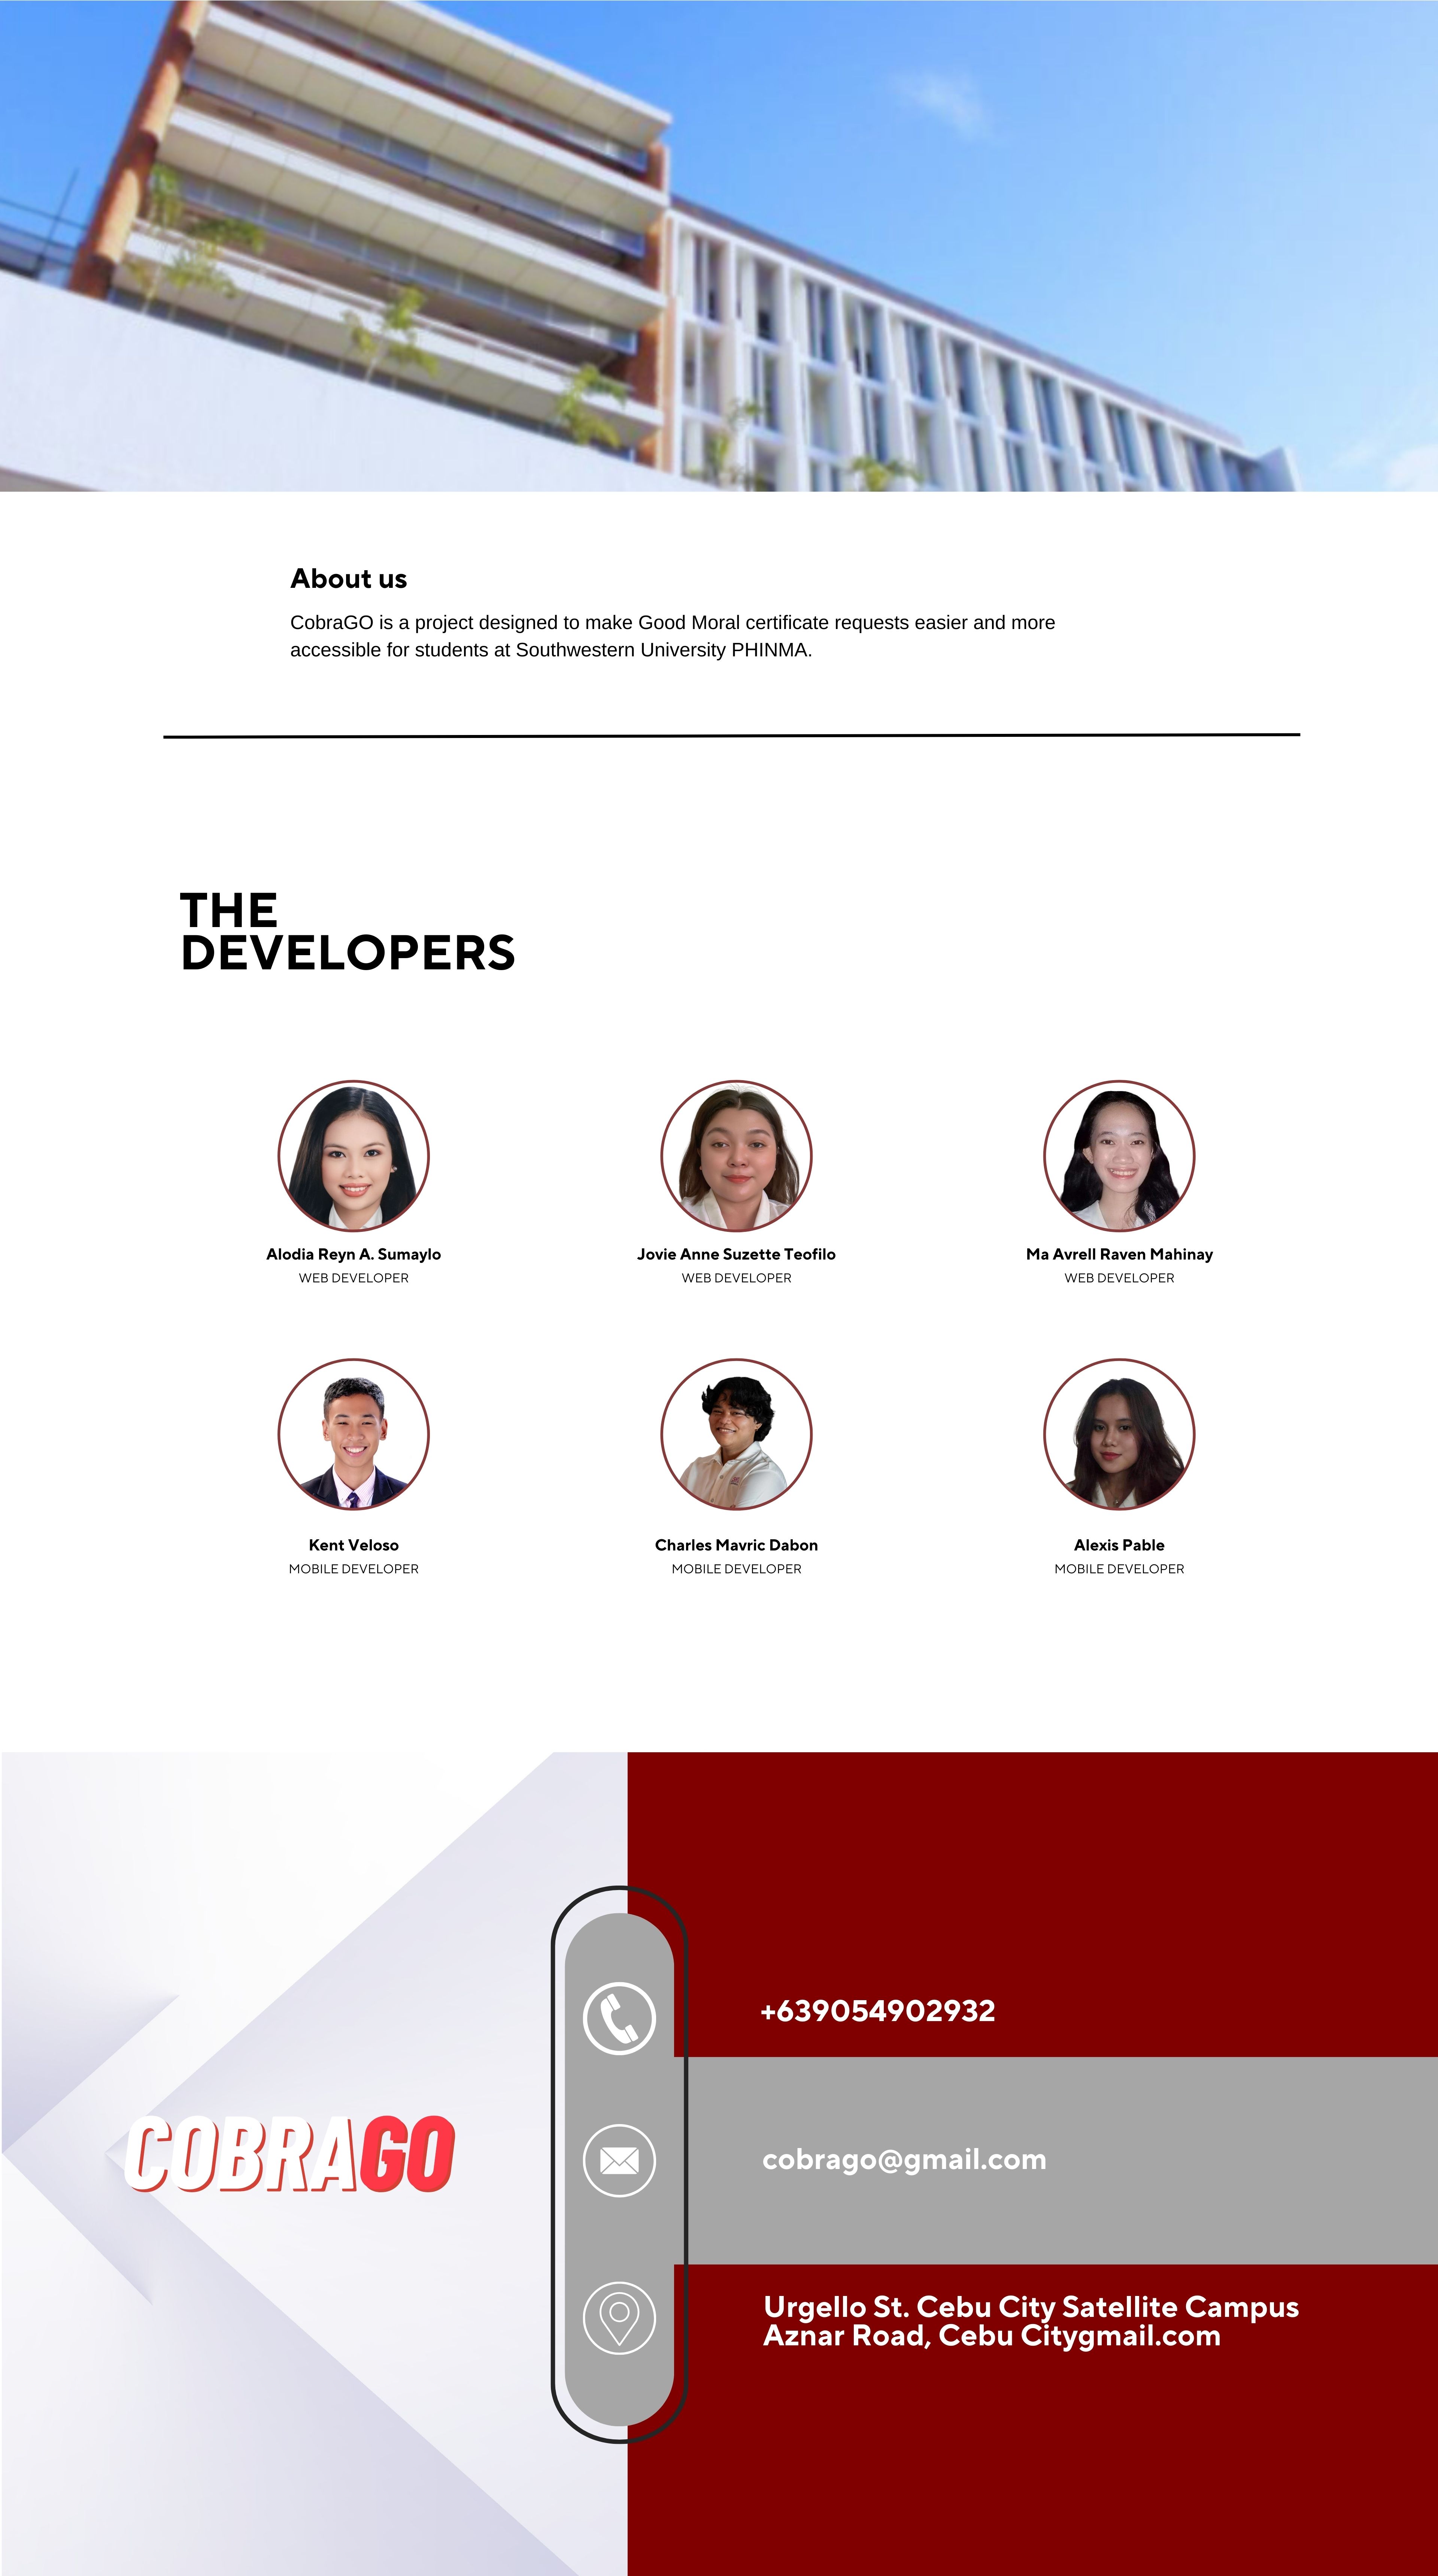 About us
CobraGO is a project designed to make Good Moral certificate requests easier and more
accessible for students at Southwestern University PHINMA.
THE
DEVELOPERS
Alodia Reyn A. Sumaylo
WEB DEVELOPER
Jovie Anne Suzette Teofilo
WEB DEVELOPER
Ma Avrell Raven Mahinay
WEB DEVELOPER
Kent Veloso
MOBILE DEVELOPER
Charles Mavric Dabon
MOBILE DEVELOPER
Alexis Pable
MOBILE DEVELOPER
COBRAGO
+639054902932
cobrago@gmail.com
Urgello St. Cebu City Satellite Campus
Aznar Road, Cebu Citygmail.com